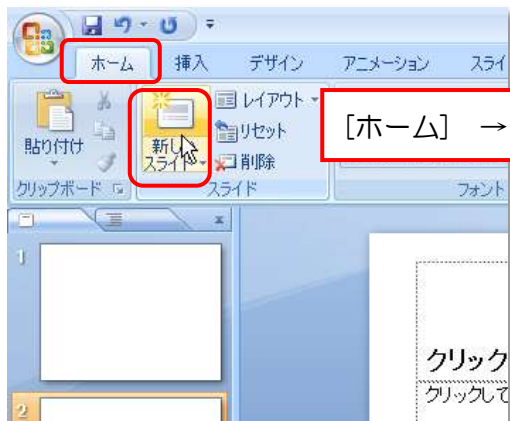 ホーム 挿入 デザイン アニメーション スライ
貼り付け 新しい スライド レイアウト リセット 削除
クリップボード スライド フォント
[ホーム] →
1
2
クリック
クリックして